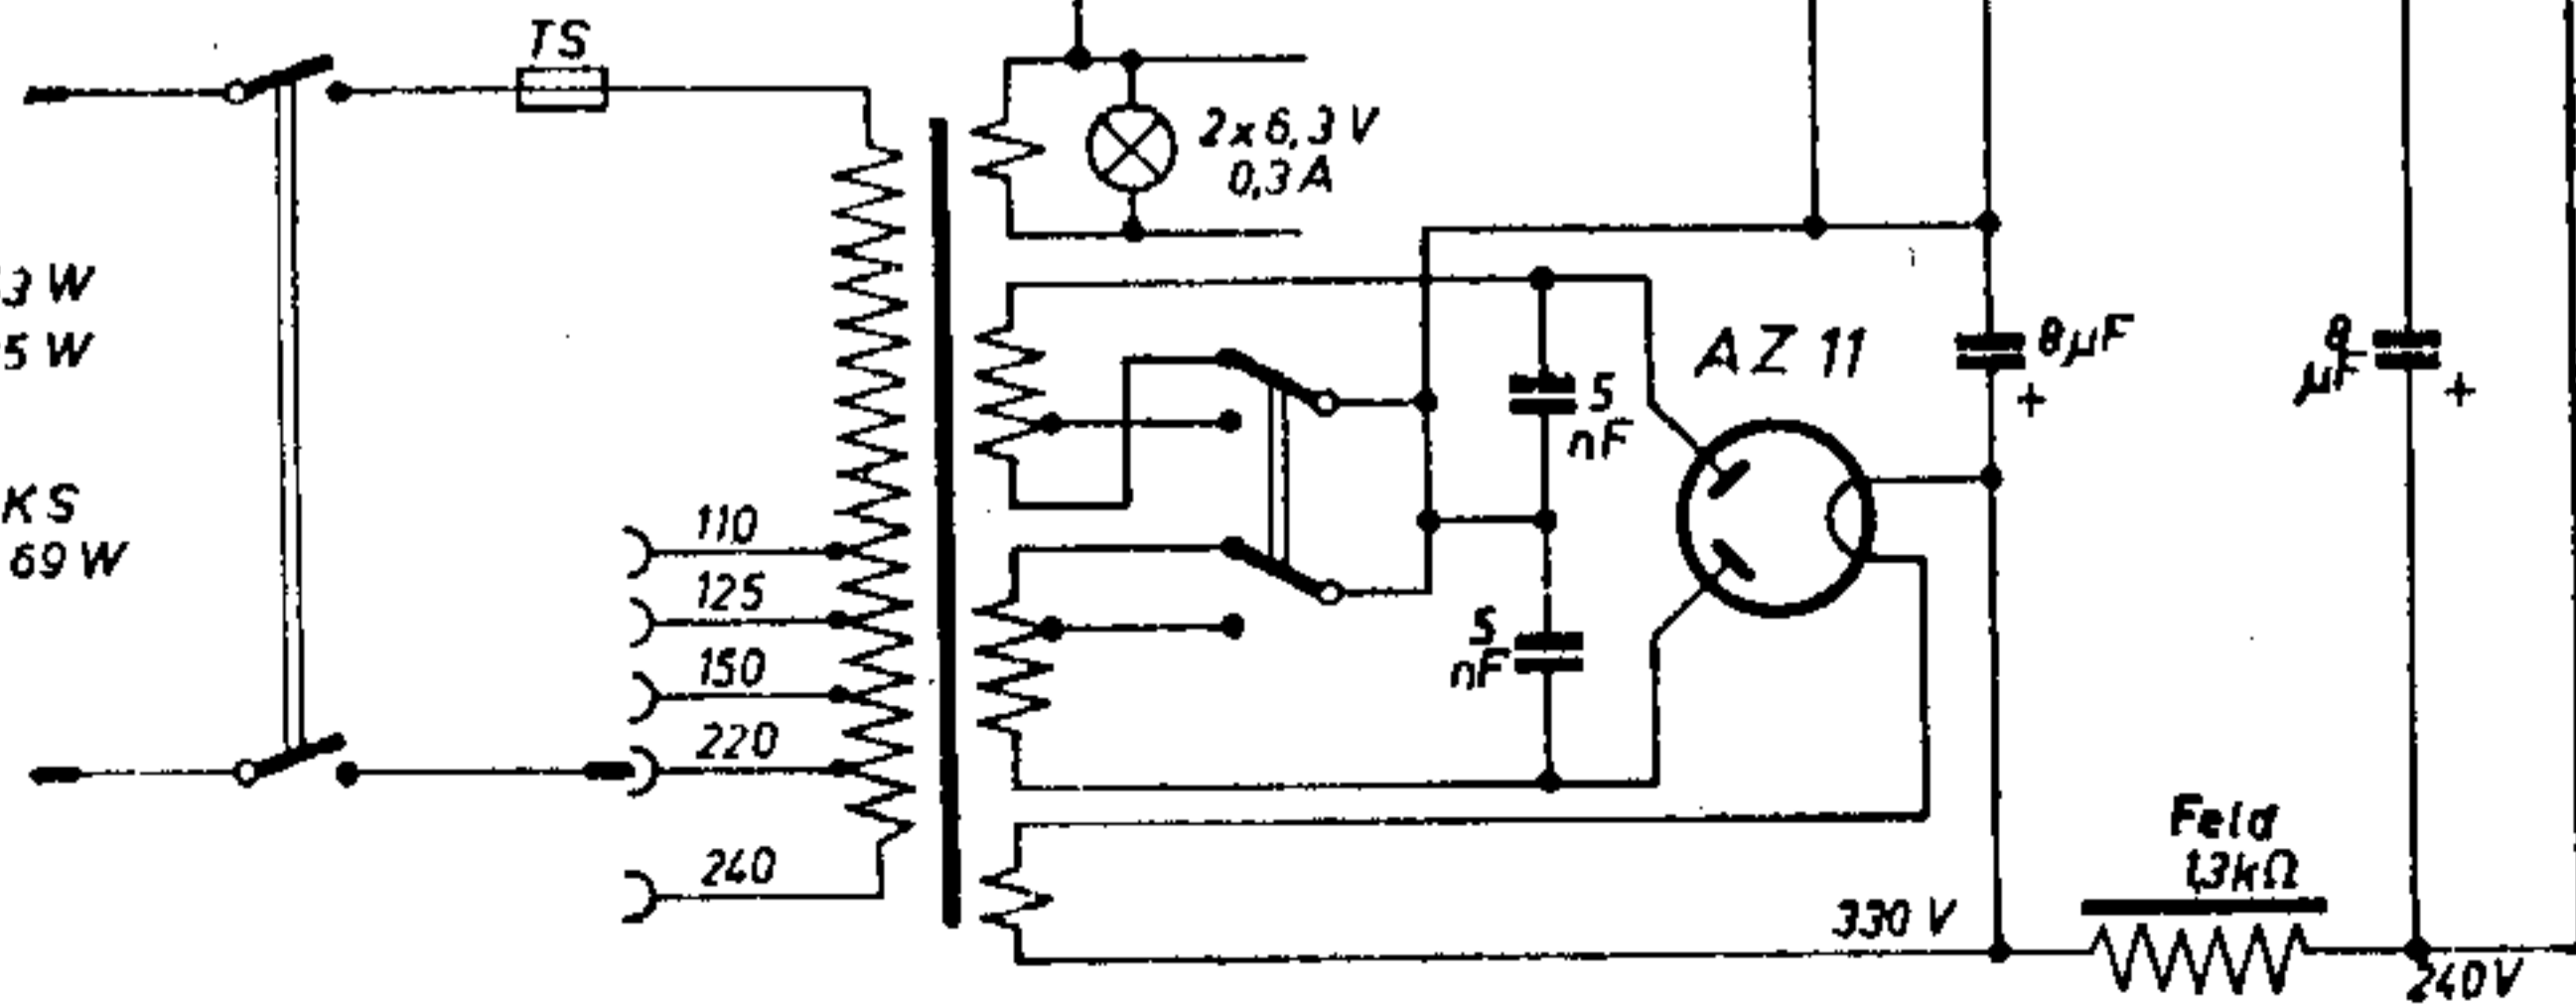 TS
2x6,3 V
0,3 A
3 W
5 W
KS
69 W
110
125
150
220
240
5
nF
5
nF
AZ 11
8µF
+
8
µF
+
Feld
1,3kΩ
330 V
240V